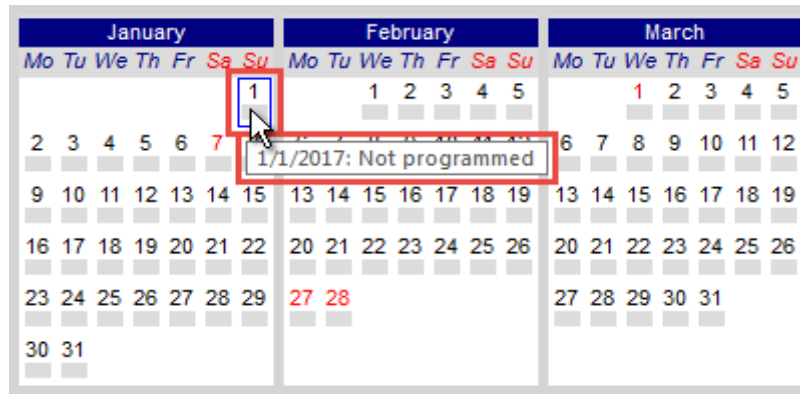 January February March
Mo Tu We Th Fr Sa Su Mo Tu We Th Fr Sa Su Mo Tu We Th Fr Sa Su
1 1 2 3 4 5 1 2 3 4 5
2 3 4 5 6 7 6 7 8 9 10 11 12
1/1/2017: Not programmed
9 10 11 12 13 14 15 13 14 15 16 17 18 19 13 14 15 16 17 18 19
16 17 18 19 20 21 22 20 21 22 23 24 25 26 20 21 22 23 24 25 26
23 24 25 26 27 28 29 27 28 27 28 29 30 31
30 31